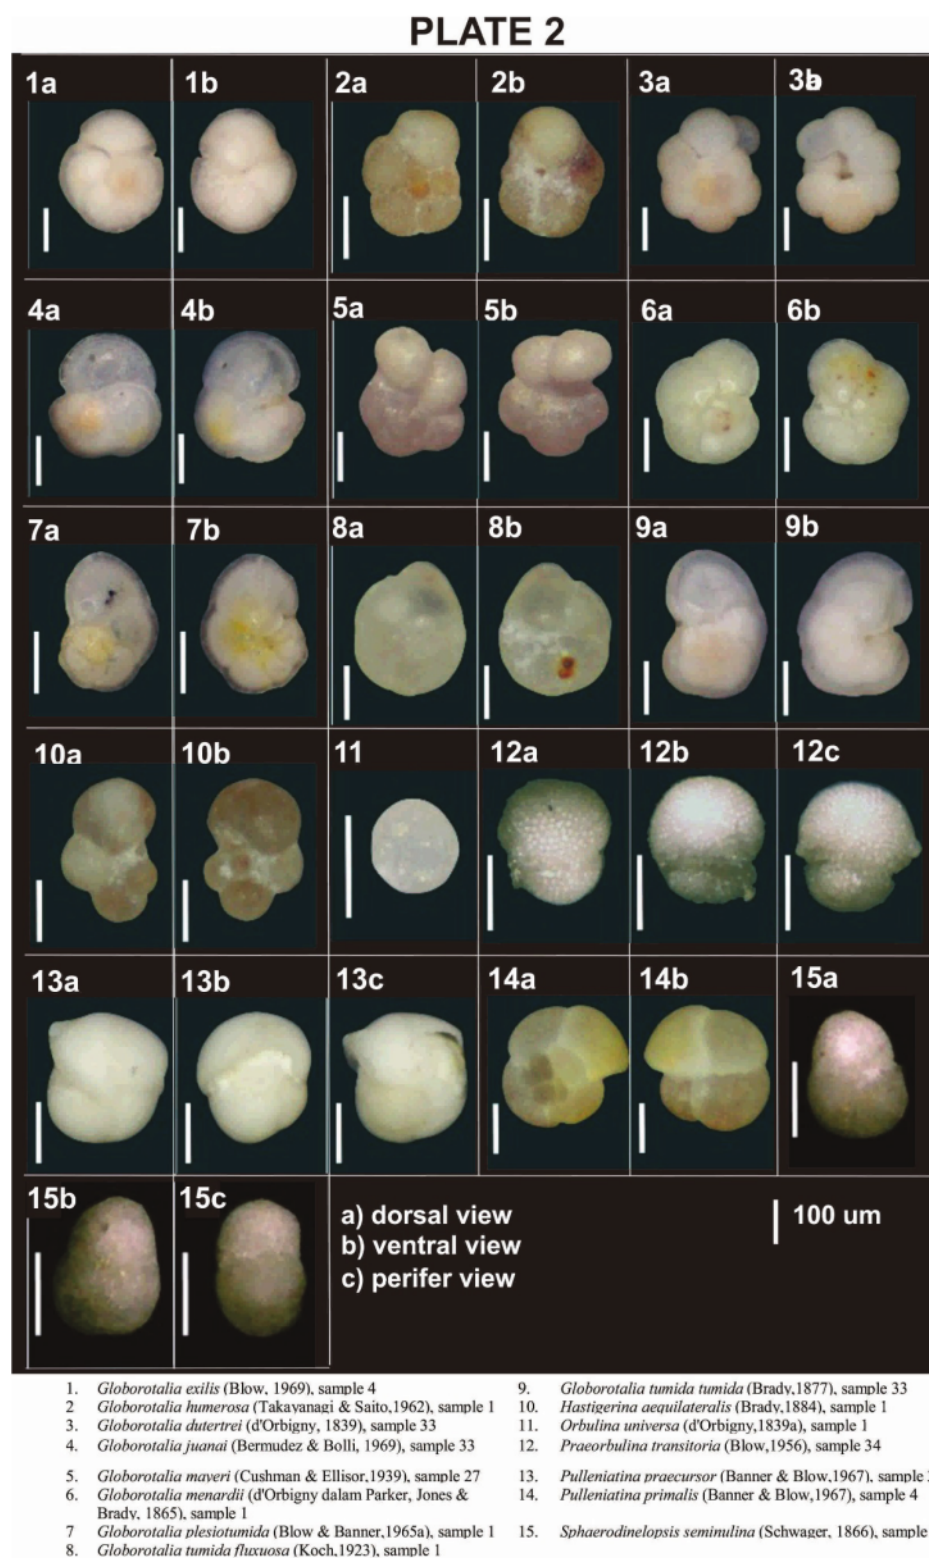 PLATE 2
1a 1b 2a 2b 3a 3b
4a 4b 5a 5b 6a 6b
7a 7b 8a 8b 9a 9b
10a 10b 11 12a 12b 12c
13a 13b 13c 14a 14b 15a
15b 15c
a) dorsal view
b) ventral view
c) perifer view
100 um
1. Globorotalia exilis (Blow, 1969), sample 4
2 Globorotalia humerosa (Takayanagi & Saito,1962), sample 1
3. Globorotalia dutertrei (d'Orbigny, 1839), sample 33
4. Globorotalia juanai (Bermudez & Bolli, 1969), sample 33
5. Globorotalia mayeri (Cushman & Ellisor,1939), sample 27
6. Globorotalia menardii (d'Orbigny dalam Parker, Jones &
Brady, 1865), sample 1
7 Globorotalia plesiotumida (Blow & Banner,1965a), sample 1
8. Globorotalia tumida fluxuosa (Koch,1923), sample 1
9. Globorotalia tumida tumida (Brady,1877), sample 33
10. Hastigerina aequilateralis (Brady,1884), sample 1
11. Orbulina universa (d'Orbigny,1839a), sample 1
12. Praeorbulina transitoria (Blow,1956), sample 34
13. Pulleniatina praecursor (Banner & Blow,1967), sample
14. Pulleniatina primalis (Banner & Blow,1967), sample 4
15. Sphaerodinelopsis seminulina (Schwager, 1866), sample